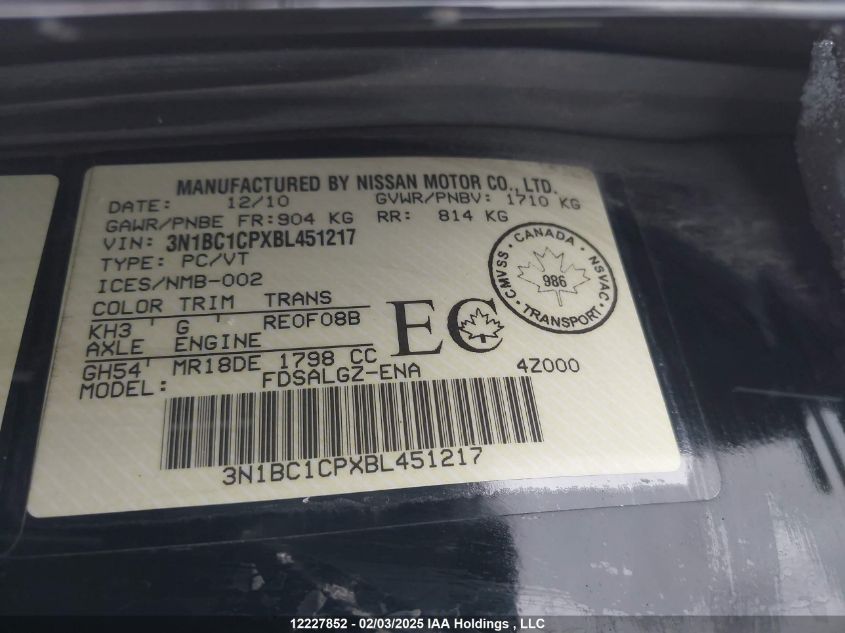 MANUFACTURED BY NISSAN MOTOR CO., LTD.
DATE: 12/10 GVWR/PNBV: 1710 KG
GAWR/PNBE FR:904 KG RR: 814 KG
VIN: 3N1BC1CPXBL451217
TYPE: PC/VT
ICES/NMB-002
COLOR TRIM TRANS
KH3 ' G ' RE0F08B
AXLE ENGINE
GH54' MR18DE 1798 CC
MODEL: FDSALGZ-ENA 4Z000
EC
· CANADA ·
CMVSS 986 NSVAC
· TRANSPORT ·
3N1BC1CPXBL451217
12227852 - 02/03/2025 IAA Holdings , LLC